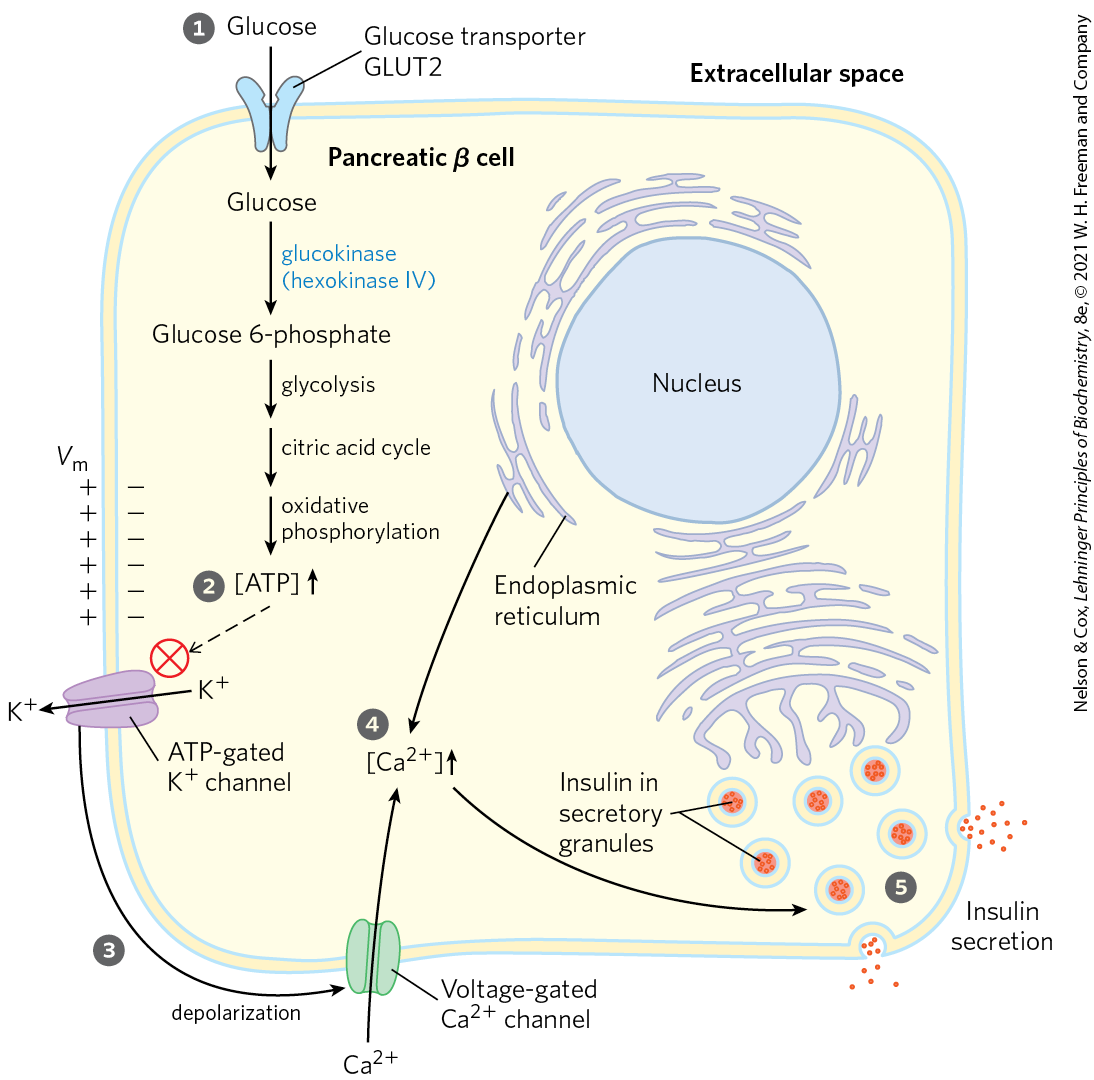 1 Glucose
Glucose transporter
GLUT2
Extracellular space
Pancreatic β cell
Glucose
glucokinase
(hexokinase IV)
Glucose 6-phosphate
glycolysis
citric acid cycle
oxidative
phosphorylation
2 [ATP]
Nucleus
Endoplasmic
reticulum
Vm
+ −
+ −
+ −
+ −
+ −
+ −
K+
K+
ATP-gated
K+ channel
3
depolarization
4
[Ca2+]
Insulin in
secretory
granules
5
Insulin
secretion
Voltage-gated
Ca2+ channel
Ca2+
Nelson & Cox, Lehninger Principles of Biochemistry, 8e, © 2021 W. H. Freeman and Company